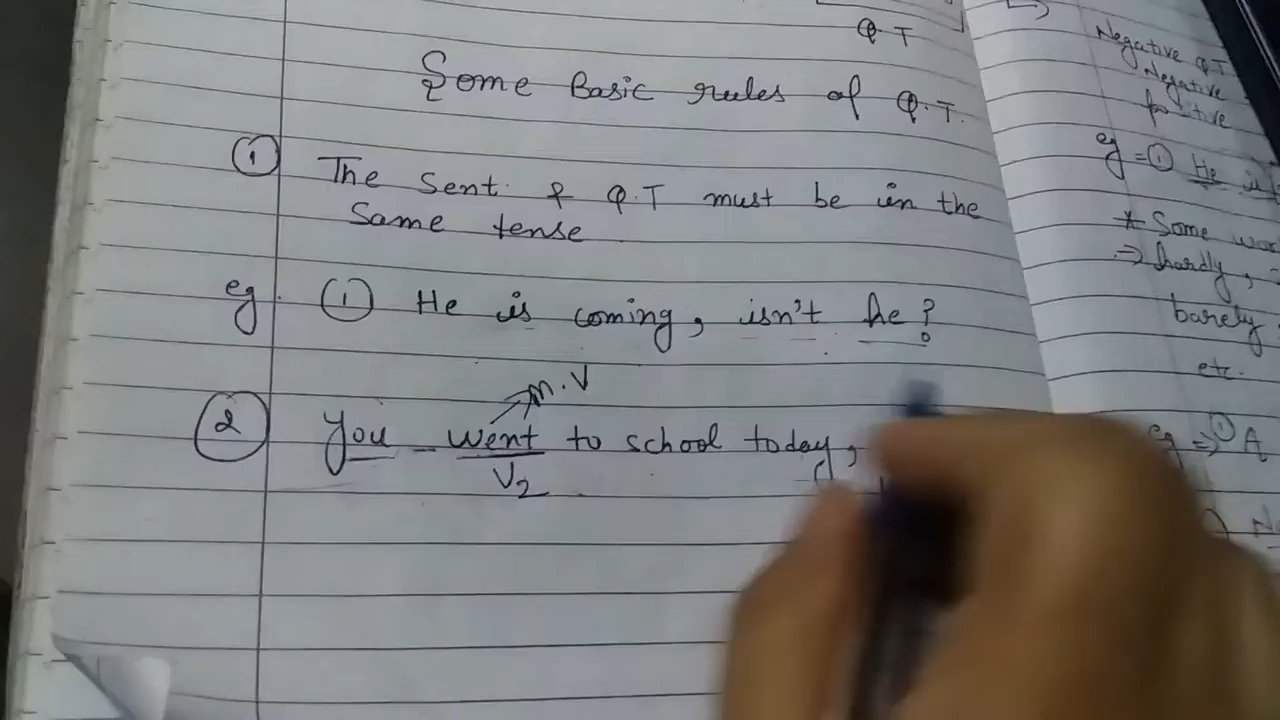 Q.T
Some Basic rules of Q.T.
① The Sent. & Q.T must be in the
Same tense
eg. ① He is coming, isn't he?
m.V
② You went to school today,
V2
Negative Q.T
Negative
positive
eg = ① He is
* Some
⇒ hardly,
barely
etc.
eg ⇒ ① A